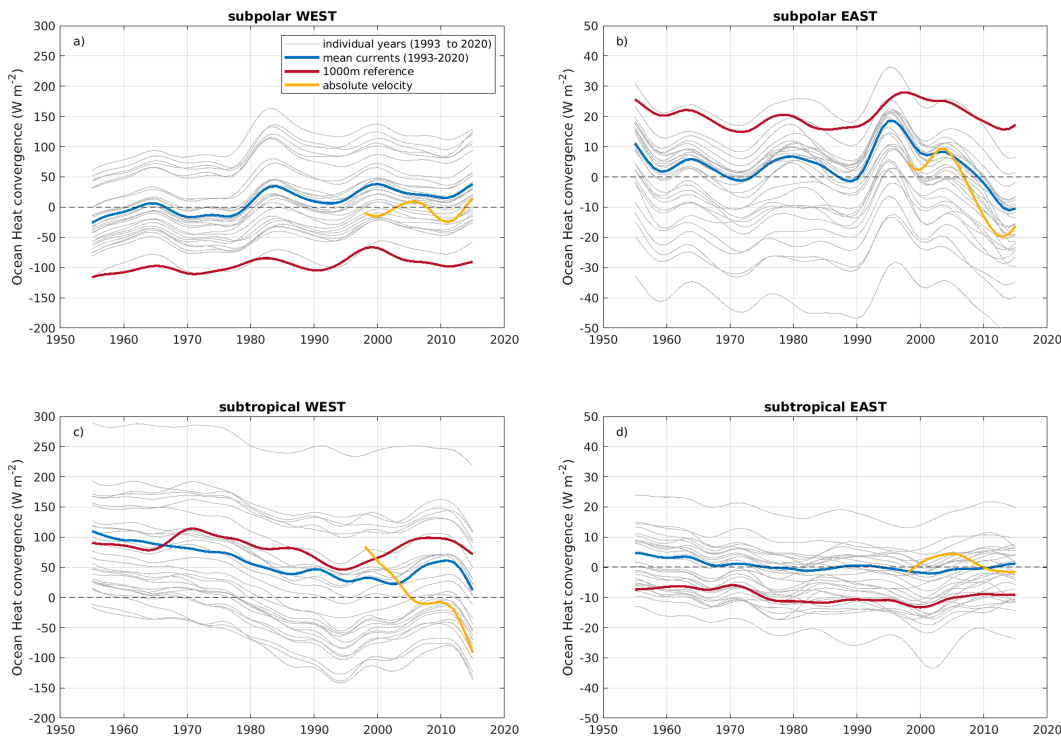 subpolar WEST
a)
individual years (1993 to 2020)
mean currents (1993-2020)
1000m reference
absolute velocity
Ocean Heat convergence (W m-2)
300
250
200
150
100
50
0
-50
-100
-150
-200
1950 1960 1970 1980 1990 2000 2010 2020
subpolar EAST
b)
Ocean Heat convergence (W m-2)
50
40
30
20
10
0
-10
-20
-30
-40
-50
1950 1960 1970 1980 1990 2000 2010 2020
subtropical WEST
c)
Ocean Heat convergence (W m-2)
300
250
200
150
100
50
0
-50
-100
-150
-200
1950 1960 1970 1980 1990 2000 2010 2020
subtropical EAST
d)
Ocean Heat convergence (W m-2)
50
40
30
20
10
0
-10
-20
-30
-40
-50
1950 1960 1970 1980 1990 2000 2010 2020